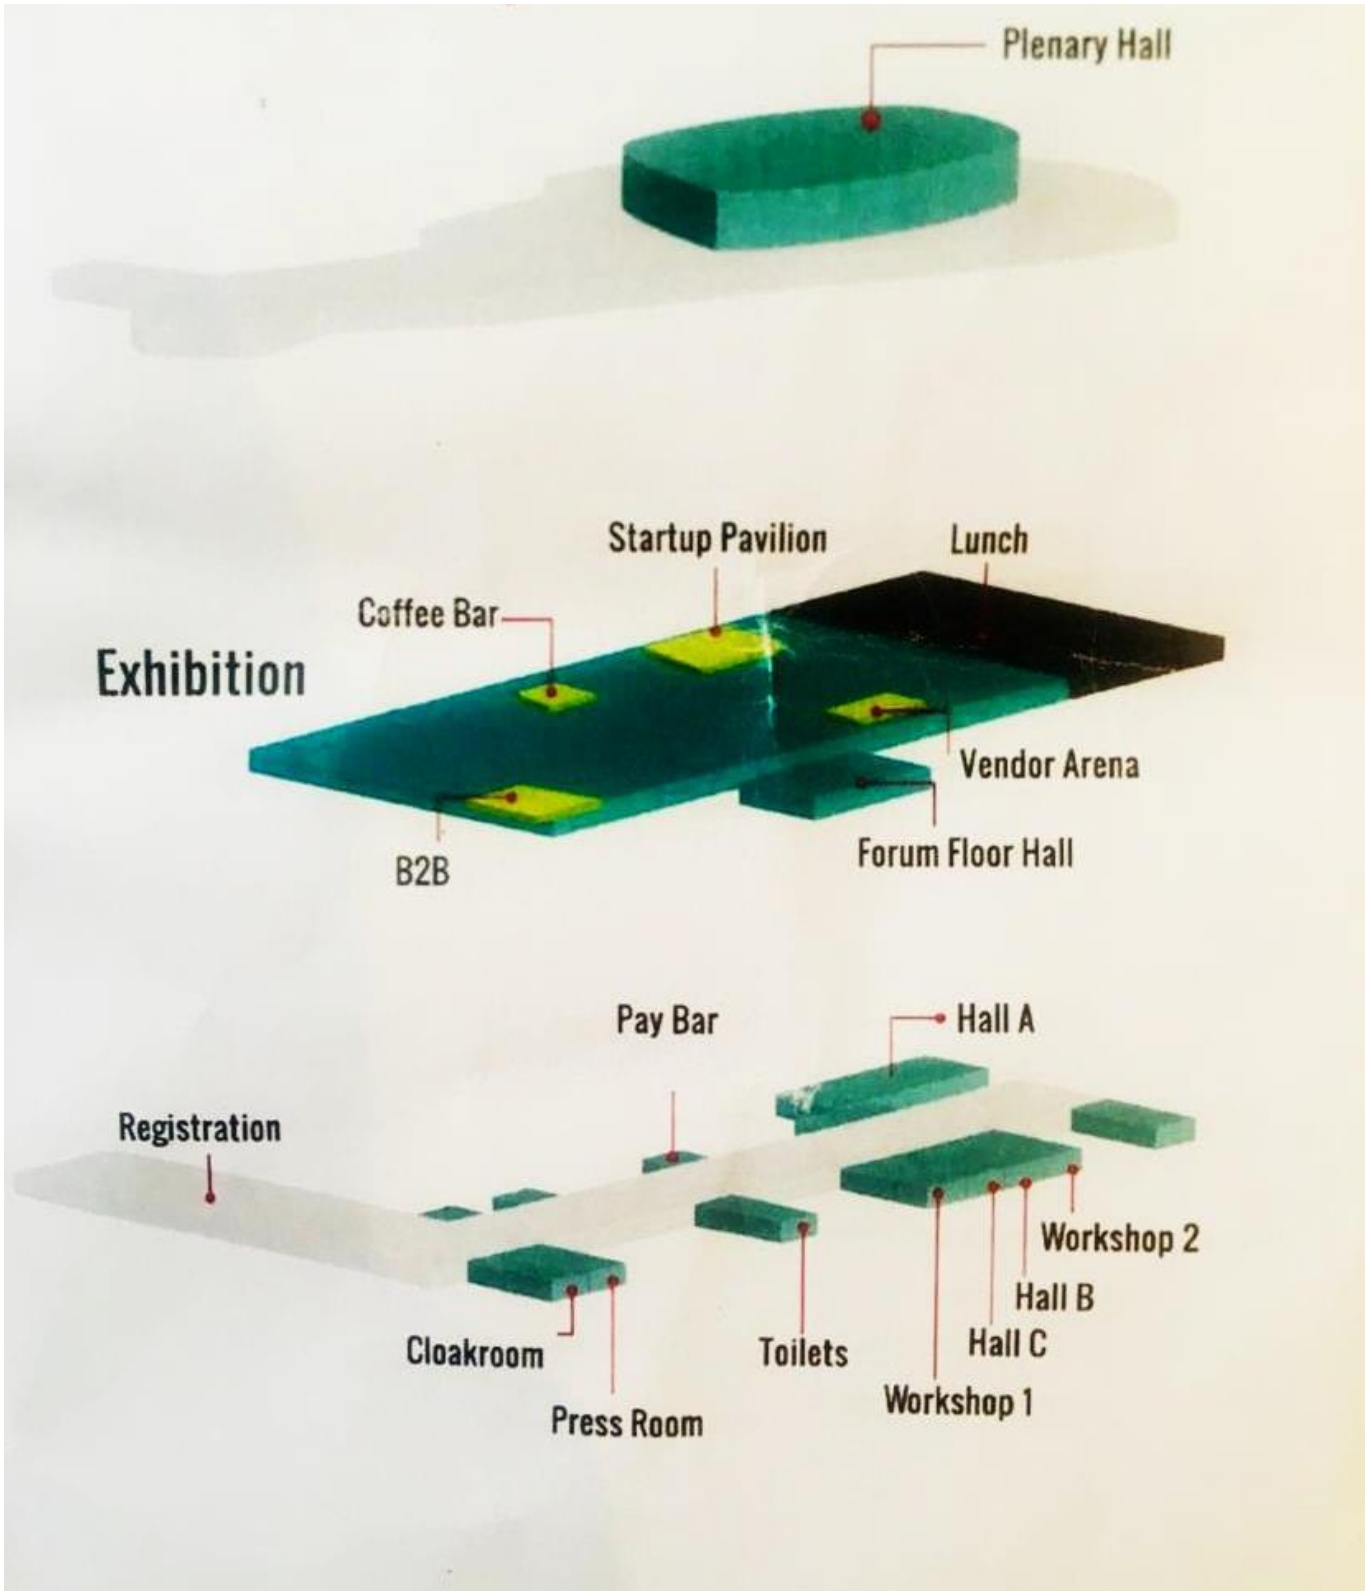 Plenary Hall
Startup Pavilion
Lunch
Coffee Bar
Exhibition
Vendor Arena
Forum Floor Hall
B2B
Pay Bar
Hall A
Registration
Workshop 2
Hall B
Hall C
Cloakroom
Toilets
Workshop 1
Press Room